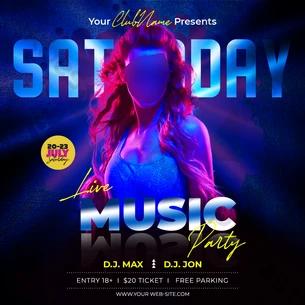 Your ClubName Presents
SATURDAY
20-23
JULY
Saturday
Live
MUSIC
Party
D.J. MAX D.J. JON
ENTRY 18+ | $20 TICKET | FREE PARKING
WWW.YOUR-WEB-SITE.COM